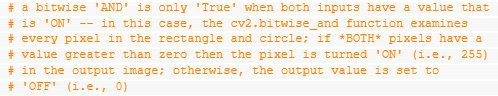 # a bitwise 'AND' is only 'True' when both inputs have a value that
# is 'ON' -- in this case, the cv2.bitwise_and function examines
# every pixel in the rectangle and circle; if *BOTH* pixels have a
# value greater than zero then the pixel is turned 'ON' (i.e., 255)
# in the output image; otherwise, the output value is set to
# 'OFF' (i.e., 0)